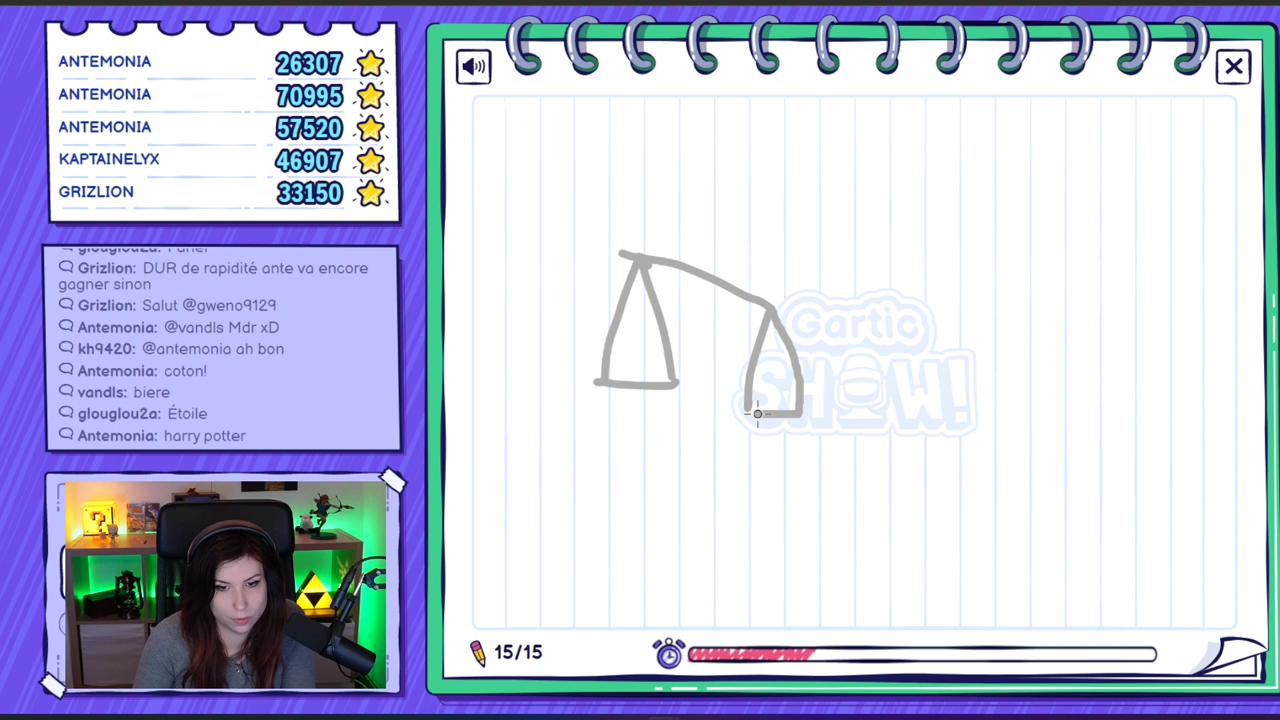 ANTEMONIA 26307
ANTEMONIA 70995
ANTEMONIA 57520
KAPTAINELYX 46907
GRIZLION 33150
glouglou2a: Parler
Grizlion: DUR de rapidité ante va encore
gagner sinon
Grizlion: Salut @gweno9129
Antemonia: @vandls Mdr xD
kh9420: @antemonia ah bon
Antemonia: coton!
vandls: biere
glouglou2a: Étoile
Antemonia: harry potter
Gartic
SHOW!
15/15